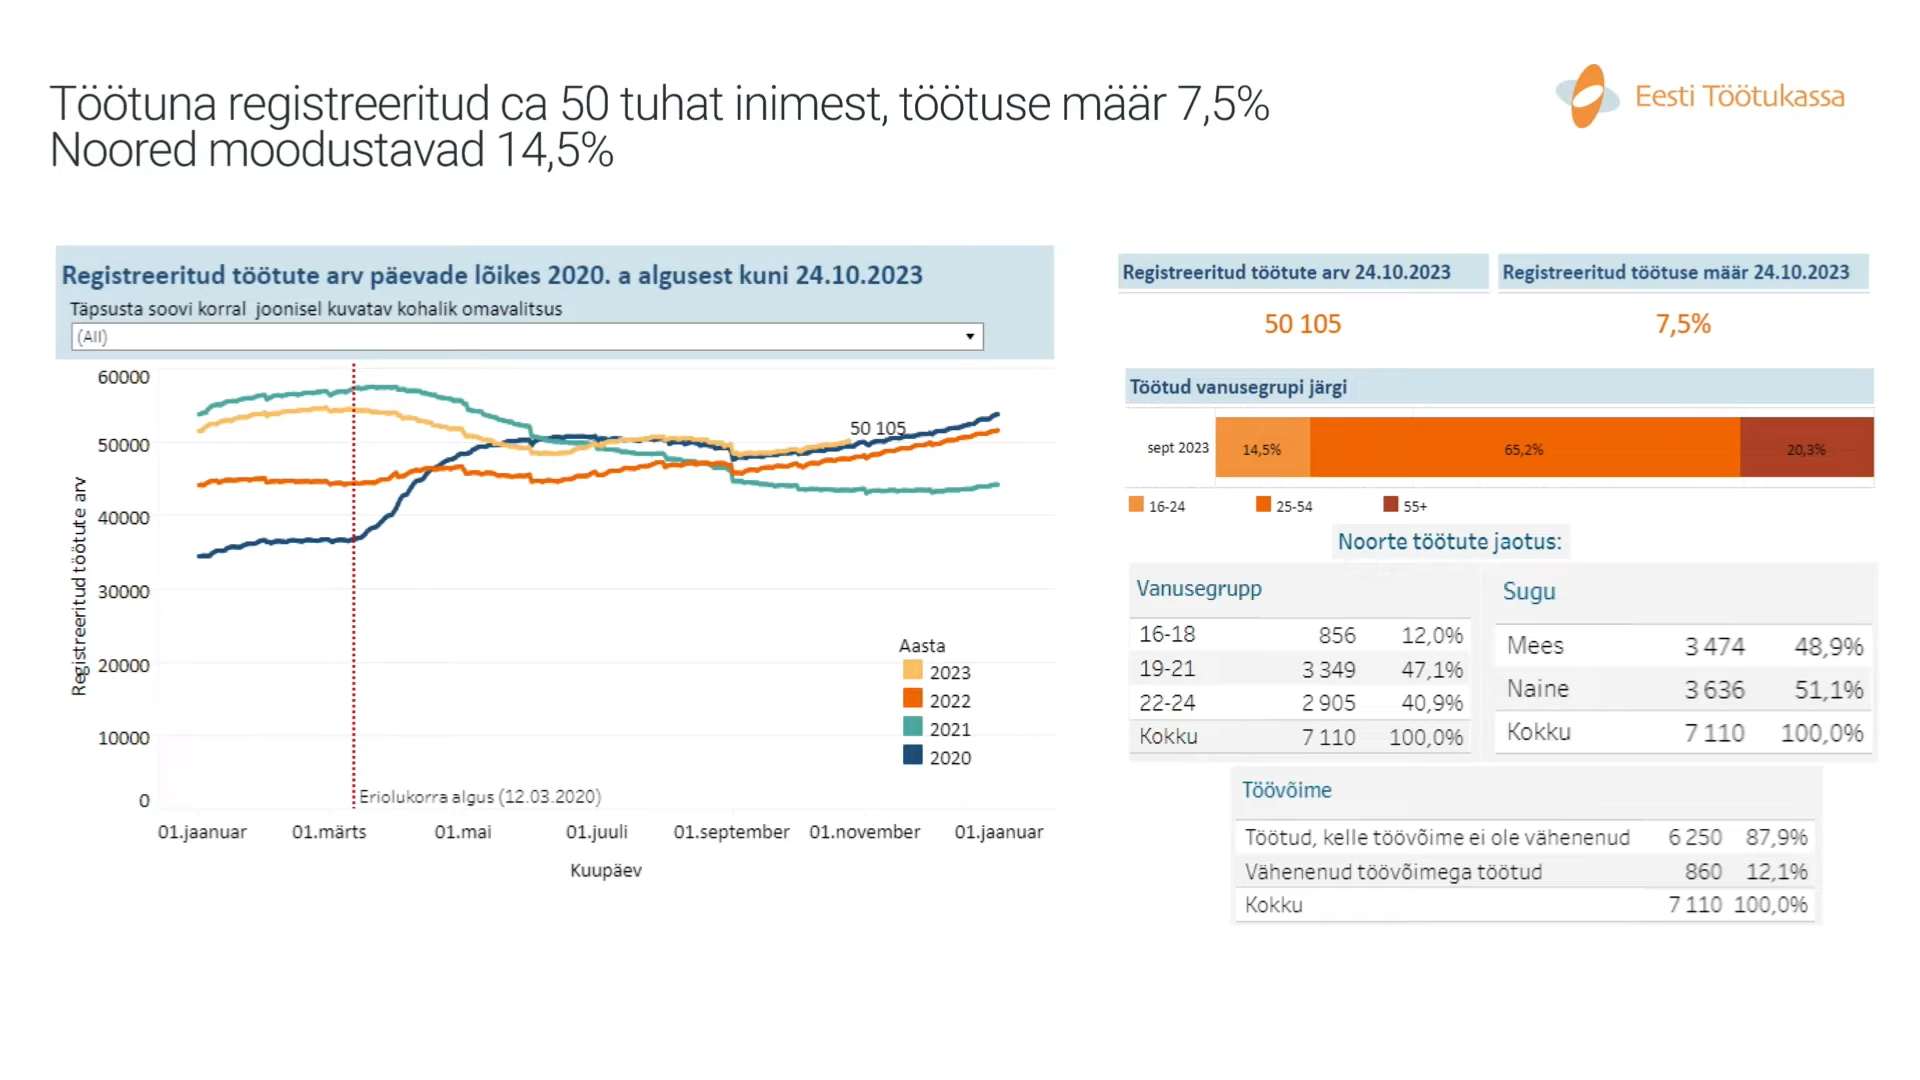 Töötuna registreeritud ca 50 tuhat inimest, töötuse määr 7,5%
Noored moodustavad 14,5%
Eesti Töötukassa
Registreeritud töötute arv päevade lõikes 2020. a algusest kuni 24.10.2023
Täpsusta soovi korral joonisel kuvatav kohalik omavalitsus
(All)
Registreeritud töötute arv
60000
50000
40000
30000
20000
10000
0
50 105
Aasta
2023
2022
2021
2020
Eriolukorra algus (12.03.2020)
01.jaanuar 01.märts 01.mai 01.juuli 01.september 01.november 01.jaanuar
Kuupäev
Registreeritud töötute arv 24.10.2023
50 105
Registreeritud töötuse määr 24.10.2023
7,5%
Töötud vanusegrupi järgi
sept 2023 14,5% 65,2% 20,3%
16-24 25-54 55+
Noorte töötute jaotus:
Vanusegrupp
16-18 856 12,0%
19-21 3 349 47,1%
22-24 2 905 40,9%
Kokku 7 110 100,0%
Sugu
Mees 3 474 48,9%
Naine 3 636 51,1%
Kokku 7 110 100,0%
Töövõime
Töötud, kelle töövõime ei ole vähenenud 6 250 87,9%
Vähenenud töövõimega töötud 860 12,1%
Kokku 7 110 100,0%